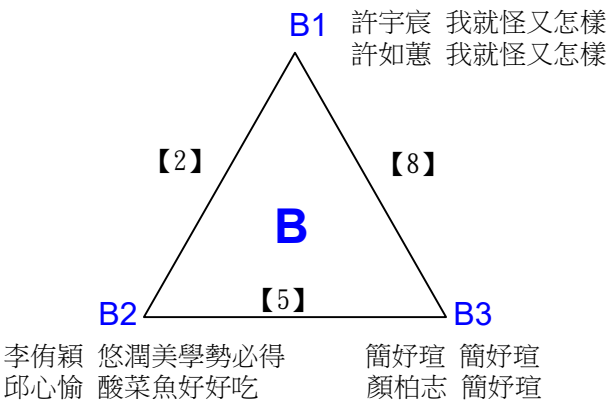 B1 許宇宸 我就怪又怎樣
許如蕙 我就怪又怎樣
【2】 【8】
B
【5】
B2 B3
李侑穎 悠潤美學勢必得 簡妤瑄 簡妤瑄
邱心愉 酸菜魚好好吃 顏柏志 簡妤瑄